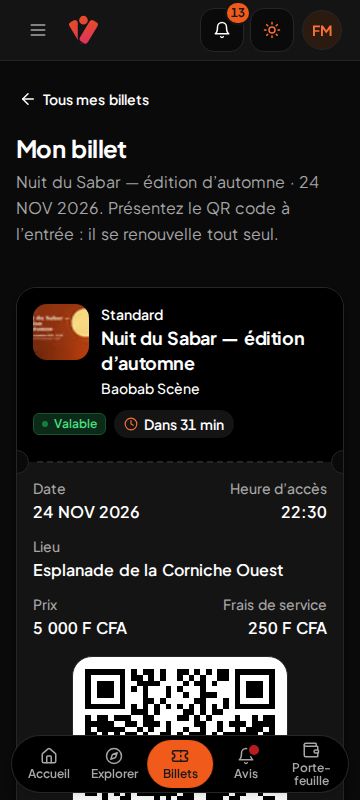 13
FM
Tous mes billets
Mon billet
Nuit du Sabar — édition d’automne · 24
NOV 2026. Présentez le QR code à
l’entrée : il se renouvelle tout seul.
Standard
Nuit du Sabar — édition
d’automne
Baobab Scène
Valable
Dans 31 min
Date
Heure d’accès
24 NOV 2026
22:30
Lieu
Esplanade de la Corniche Ouest
Prix
Frais de service
5 000 F CFA
250 F CFA
Accueil
Explorer
Billets
Avis
Porte-
feuille